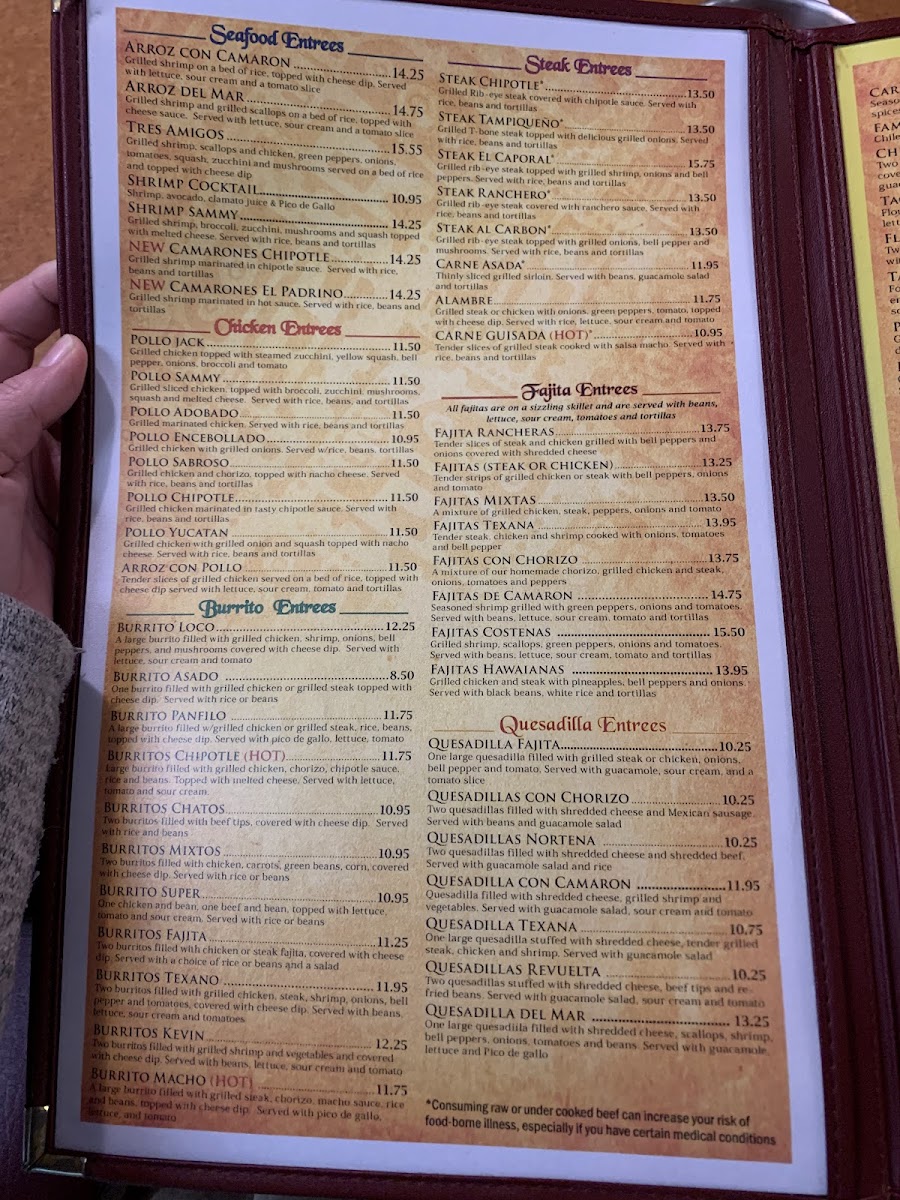 Seafood Entrees
ARROZ CON CAMARON 14.25
Grilled shrimp on a bed of rice, topped with cheese dip. Served
with lettuce, sour cream and a tomato slice
ARROZ DEL MAR 14.75
Grilled shrimp and grilled scallops on a bed of rice, topped with
cheese sauce. Served with lettuce, sour cream and a tomato slice
TRES AMIGOS 15.55
Grilled shrimp, scallops and chicken, green peppers, onions,
tomatoes, squash, zucchini and mushrooms served on a bed of rice
and topped with cheese dip
SHRIMP COCKTAIL 10.95
Shrimp, avocado, clamato juice & Pico de Gallo
SHRIMP SAMMY 14.25
Grilled shrimp, broccoli, zucchini, mushrooms and squash topped
with melted cheese. Served with rice, beans and tortillas
NEW CAMARONES CHIPOTLE 14.25
Grilled shrimp marinated in chipotle sauce. Served with rice,
beans and tortillas
NEW CAMARONES EL PADRINO 14.25
Grilled shrimp marinated in hot sauce. Served with rice, beans and
tortillas
Chicken Entrees
POLLO JACK 11.50
Grilled chicken topped with steamed zucchini, yellow squash, bell
pepper, onions, broccoli and tomato
POLLO SAMMY 11.50
Grilled sliced chicken, topped with broccoli, zucchini, mushrooms,
squash and melted cheese. Served with rice, beans, and tortillas
POLLO ADOBADO 11.50
Grilled marinated chicken. Served with rice, beans and tortillas
POLLO ENCEBOLLADO 10.95
Grilled chicken with grilled onions. Served w/rice, beans, tortillas
POLLO SABROSO 11.50
Grilled chicken and chorizo, topped with nacho cheese. Served
with rice, beans and tortillas
POLLO CHIPOTLE 11.50
Grilled chicken marinated in tasty chipotle sauce. Served with
rice, beans and tortillas
POLLO YUCATAN 11.50
Grilled chicken with grilled onion and squash topped with nacho
cheese. Served with rice, beans and tortillas
ARROZ CON POLLO 11.50
Tender slices of grilled chicken served on a bed of rice, topped with
cheese dip served with lettuce, sour cream, tomato and tortillas
Burrito Entrees
BURRITO LOCO 12.25
A large burrito filled with grilled chicken, shrimp, onions, bell
peppers, and mushrooms covered with cheese dip. Served with
lettuce, sour cream and tomato
BURRITO ASADO 8.50
One burrito filled with grilled chicken or grilled steak topped with
cheese dip. Served with rice or beans
BURRITO PANFILO 11.75
A large burrito filled w/grilled chicken or grilled steak, rice, beans,
topped with cheese dip. Served with pico de gallo, lettuce, tomato
BURRITOS CHIPOTLE (HOT) 11.75
Large burrito filled with grilled chicken, chorizo, chipotle sauce,
rice and beans. Topped with melted cheese. Served with lettuce,
tomato and sour cream.
BURRITOS CHATOS 10.95
Two burritos filled with beef tips, covered with cheese dip. Served
with rice and beans
BURRITOS MIXTOS 10.95
Two burritos filled with chicken, carrots, green beans, corn, covered
with cheese dip. Served with rice or beans
BURRITO SUPER 10.95
One chicken and bean, one beef and bean, topped with lettuce,
tomato and sour cream. Served with rice or beans
BURRITOS FAJITA 11.25
Two burritos filled with chicken or steak fajita, covered with cheese
dip. Served with a choice of rice or beans and a salad
BURRITOS TEXANO 11.95
Two burritos filled with grilled chicken, steak, shrimp, onions, bell
pepper and tomatoes, covered with cheese dip. Served with beans,
lettuce, sour cream and tomatoes
BURRITOS KEVIN 12.25
Two burritos filled with grilled shrimp and vegetables and covered
with cheese dip. Served with beans, lettuce, sour cream and tomato
BURRITO MACHO (HOT) 11.75
A large burrito filled with grilled steak, chorizo, macho sauce, rice
and beans, topped with cheese dip. Served with pico de gallo,
lettuce, and tomato
Steak Entrees
STEAK CHIPOTLE* 13.50
Grilled Rib-eye steak covered with chipotle sauce. Served with
rice, beans and tortillas
STEAK TAMPIQUEÑO* 13.50
Grilled T-bone steak topped with delicious grilled onions. Served
with rice, beans and tortillas
STEAK EL CAPORAL* 15.75
Grilled rib-eye steak topped with grilled shrimp, onions and bell
peppers. Served with rice, beans and tortillas
STEAK RANCHERO* 13.50
Grilled rib-eye steak covered with ranchero sauce. Served with
rice, beans and tortillas
STEAK AL CARBON* 13.50
Grilled rib-eye steak topped with grilled onions, bell pepper and
mushrooms. Served with rice, beans and tortillas
CARNE ASADA* 11.95
Thinly sliced grilled sirloin. Served with beans, guacamole salad
and tortillas
ALAMBRE 11.75
Grilled steak or chicken with onions, green peppers, tomato, topped
with cheese dip. Served with rice, lettuce, sour cream and tomato
CARNE GUISADA (HOT)* 10.95
Tender slices of grilled steak cooked with salsa macho. Served with
rice, beans and tortillas
Fajita Entrees
All fajitas are on a sizzling skillet and are served with beans,
lettuce, sour cream, tomatoes and tortillas
FAJITA RANCHERAS 13.75
Tender slices of steak and chicken grilled with bell peppers and
onions covered with shredded cheese
FAJITAS (STEAK OR CHICKEN) 13.25
Tender strips of grilled chicken or steak with bell peppers, onions
and tomato
FAJITAS MIXTAS 13.50
A mixture of grilled chicken, steak, peppers, onions and tomato
FAJITAS TEXANA 13.95
Tender steak, chicken and shrimp cooked with onions, tomatoes
and bell pepper
FAJITAS CON CHORIZO 13.75
A mixture of our homemade chorizo, grilled chicken and steak,
onions, tomatoes and peppers
FAJITAS DE CAMARON 14.75
Seasoned shrimp grilled with green peppers, onions and tomatoes.
Served with beans, lettuce, sour cream, tomato and tortillas
FAJITAS COSTENAS 15.50
Grilled shrimp, scallops, green peppers, onions and tomatoes.
Served with beans, lettuce, sour cream, tomato and tortillas
FAJITAS HAWAIANAS 13.95
Grilled chicken and steak with pineapples, bell peppers and onions.
Served with black beans, white rice and tortillas
Quesadilla Entrees
QUESADILLA FAJITA 10.25
One large quesadilla filled with grilled steak or chicken, onions,
bell pepper and tomato. Served with guacamole, sour cream, and a
tomato slice
QUESADILLAS CON CHORIZO 10.25
Two quesadillas filled with shredded cheese and Mexican sausage.
Served with beans and guacamole salad
QUESADILLAS NORTENA 10.25
Two quesadillas filled with shredded cheese and shredded beef.
Served with guacamole salad and rice
QUESADILLA CON CAMARON 11.95
Quesadilla filled with shredded cheese, grilled shrimp and
vegetables. Served with guacamole salad, sour cream and tomato
QUESADILLA TEXANA 10.75
One large quesadilla stuffed with shredded cheese, tender grilled
steak, chicken and shrimp. Served with guacamole salad
QUESADILLAS REVUELTA 10.25
Two quesadillas stuffed with shredded cheese, beef tips and re-
fried beans. Served with guacamole salad, sour cream and tomato
QUESADILLA DEL MAR 13.25
One large quesadilla filled with shredded cheese, scallops, shrimp,
bell peppers, onions, tomatoes and beans. Served with guacamole,
lettuce and Pico de gallo
*Consuming raw or under cooked beef can increase your risk of
food-borne illness, especially if you have certain medical conditions